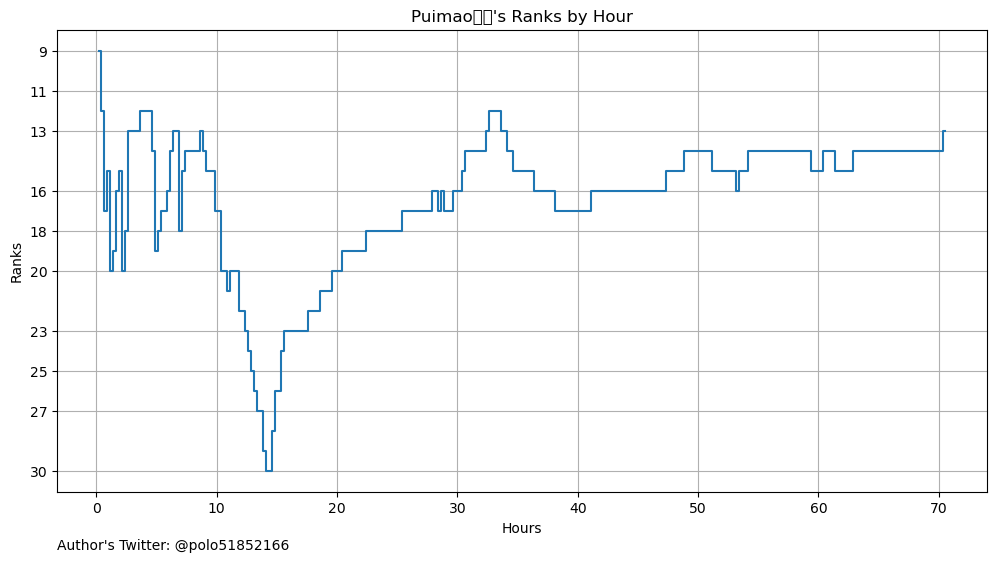 Puimao▯▯'s Ranks by Hour
9
11
13
16
18
20
23
25
27
30
Ranks
0 10 20 30 40 50 60 70
Hours
Author's Twitter: @polo51852166